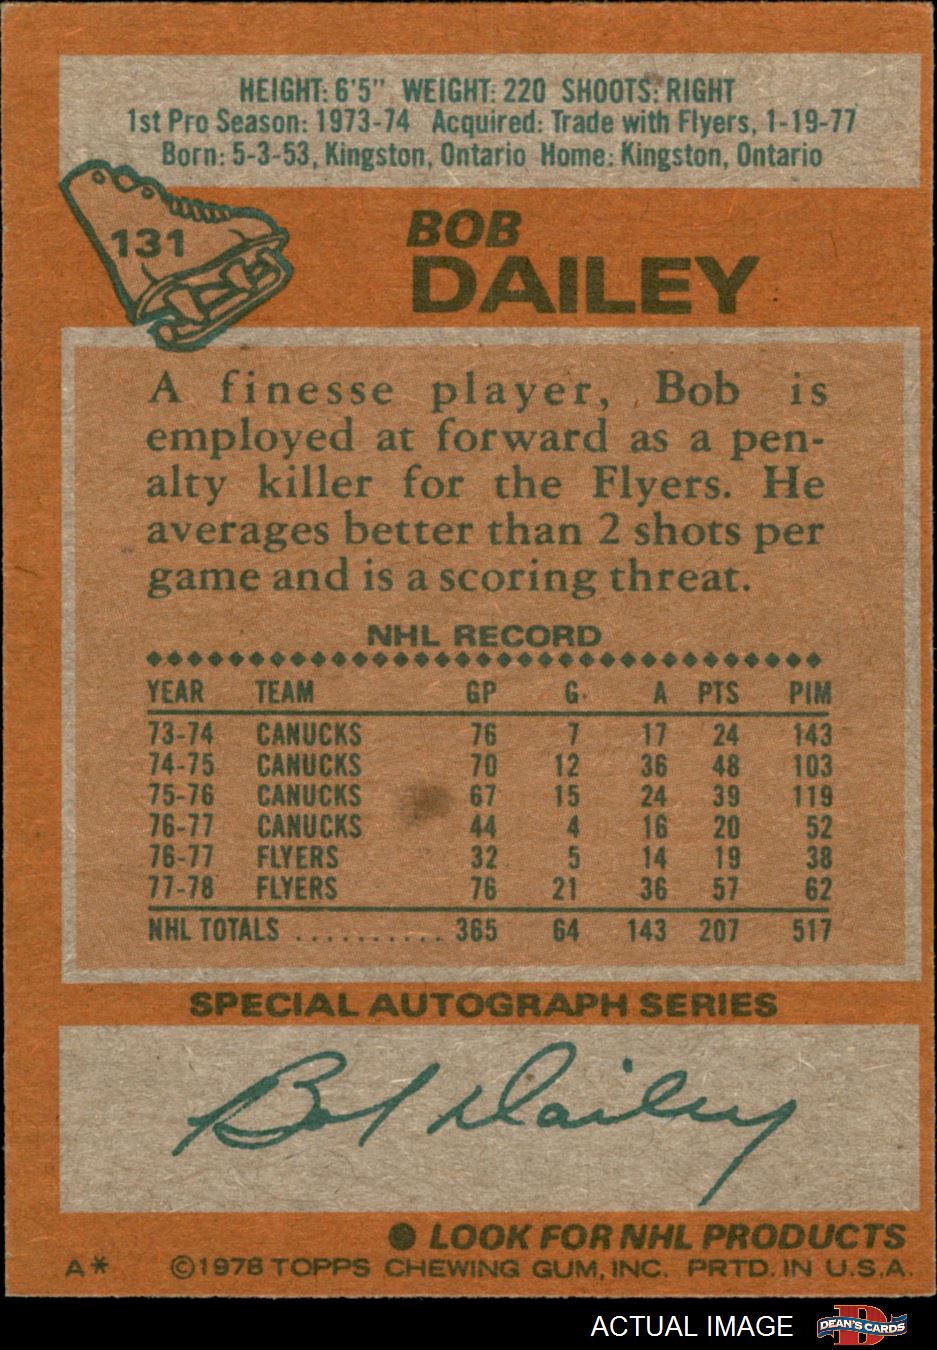 HEIGHT: 6'5" WEIGHT: 220 SHOOTS: RIGHT
1st Pro Season: 1973-74 Acquired: Trade with Flyers, 1-19-77
Born: 5-3-53, Kingston, Ontario Home: Kingston, Ontario
131
BOB
DAILEY
A finesse player, Bob is
employed at forward as a pen-
alty killer for the Flyers. He
averages better than 2 shots per
game and is a scoring threat.
NHL RECORD
YEAR TEAM GP G. A PTS PIM
73-74 CANUCKS 76 7 17 24 143
74-75 CANUCKS 70 12 36 48 103
75-76 CANUCKS 67 15 24 39 119
76-77 CANUCKS 44 4 16 20 52
76-77 FLYERS 32 5 14 19 38
77-78 FLYERS 76 21 36 57 62
NHL TOTALS .......... 365 64 143 207 517
SPECIAL AUTOGRAPH SERIES
Bob Dailey
● LOOK FOR NHL PRODUCTS
A* ©1978 TOPPS CHEWING GUM, INC. PRTD. IN U.S.A.
ACTUAL IMAGE D DEAN'S CARDS